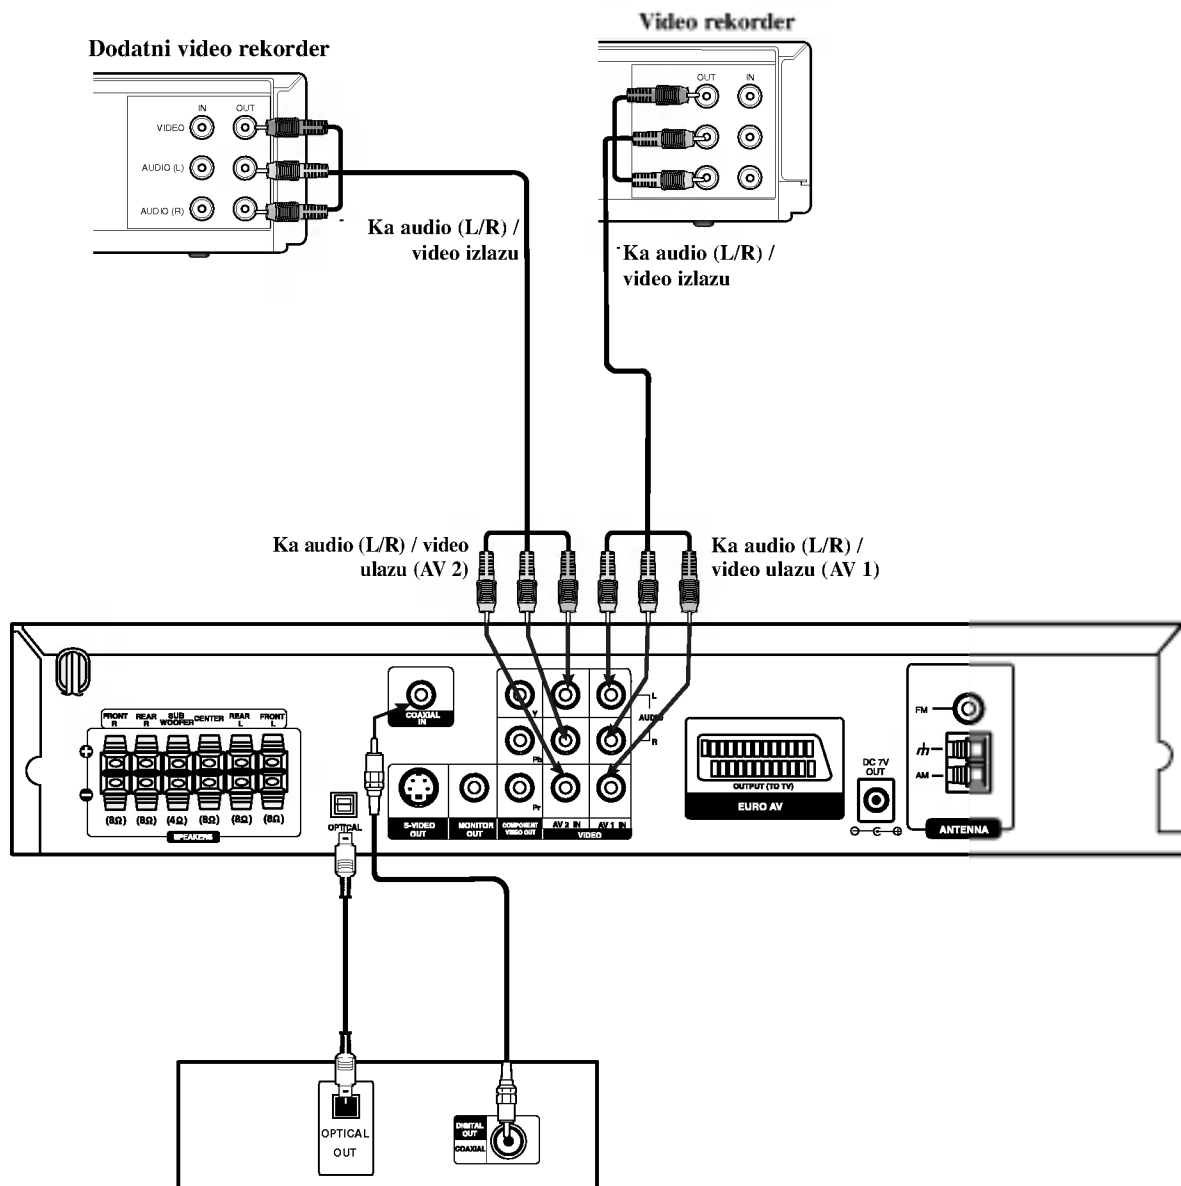 Video rekorder
Dodatni video rekorder
OUT IN
IN OUT
VIDEO
AUDIO (L)
AUDIO (R)
Ka audio (L/R) /
video izlazu
Ka audio (L/R) /
video izlazu
Ka audio (L/R) / video
ulazu (AV 2)
Ka audio (L/R) /
video ulazu (AV 1)
FRONT R
REAR R
SUB WOOFER
CENTER
REAR L
FRONT L
(8Ω) (8Ω) (4Ω) (8Ω) (8Ω) (8Ω)
SPEAKERS
OPTICAL
COAXIAL
IN
Y
Pb
Pr
L
AUDIO
R
S-VIDEO
OUT
MONITOR
OUT
COMPONENT
VIDEO OUT
AV 2 IN
AV 1 IN
VIDEO
OUTPUT (TO TV)
EURO AV
DC 7V
OUT
FM
AM
ANTENNA
OPTICAL
OUT
DIGITAL
OUT
COAXIAL